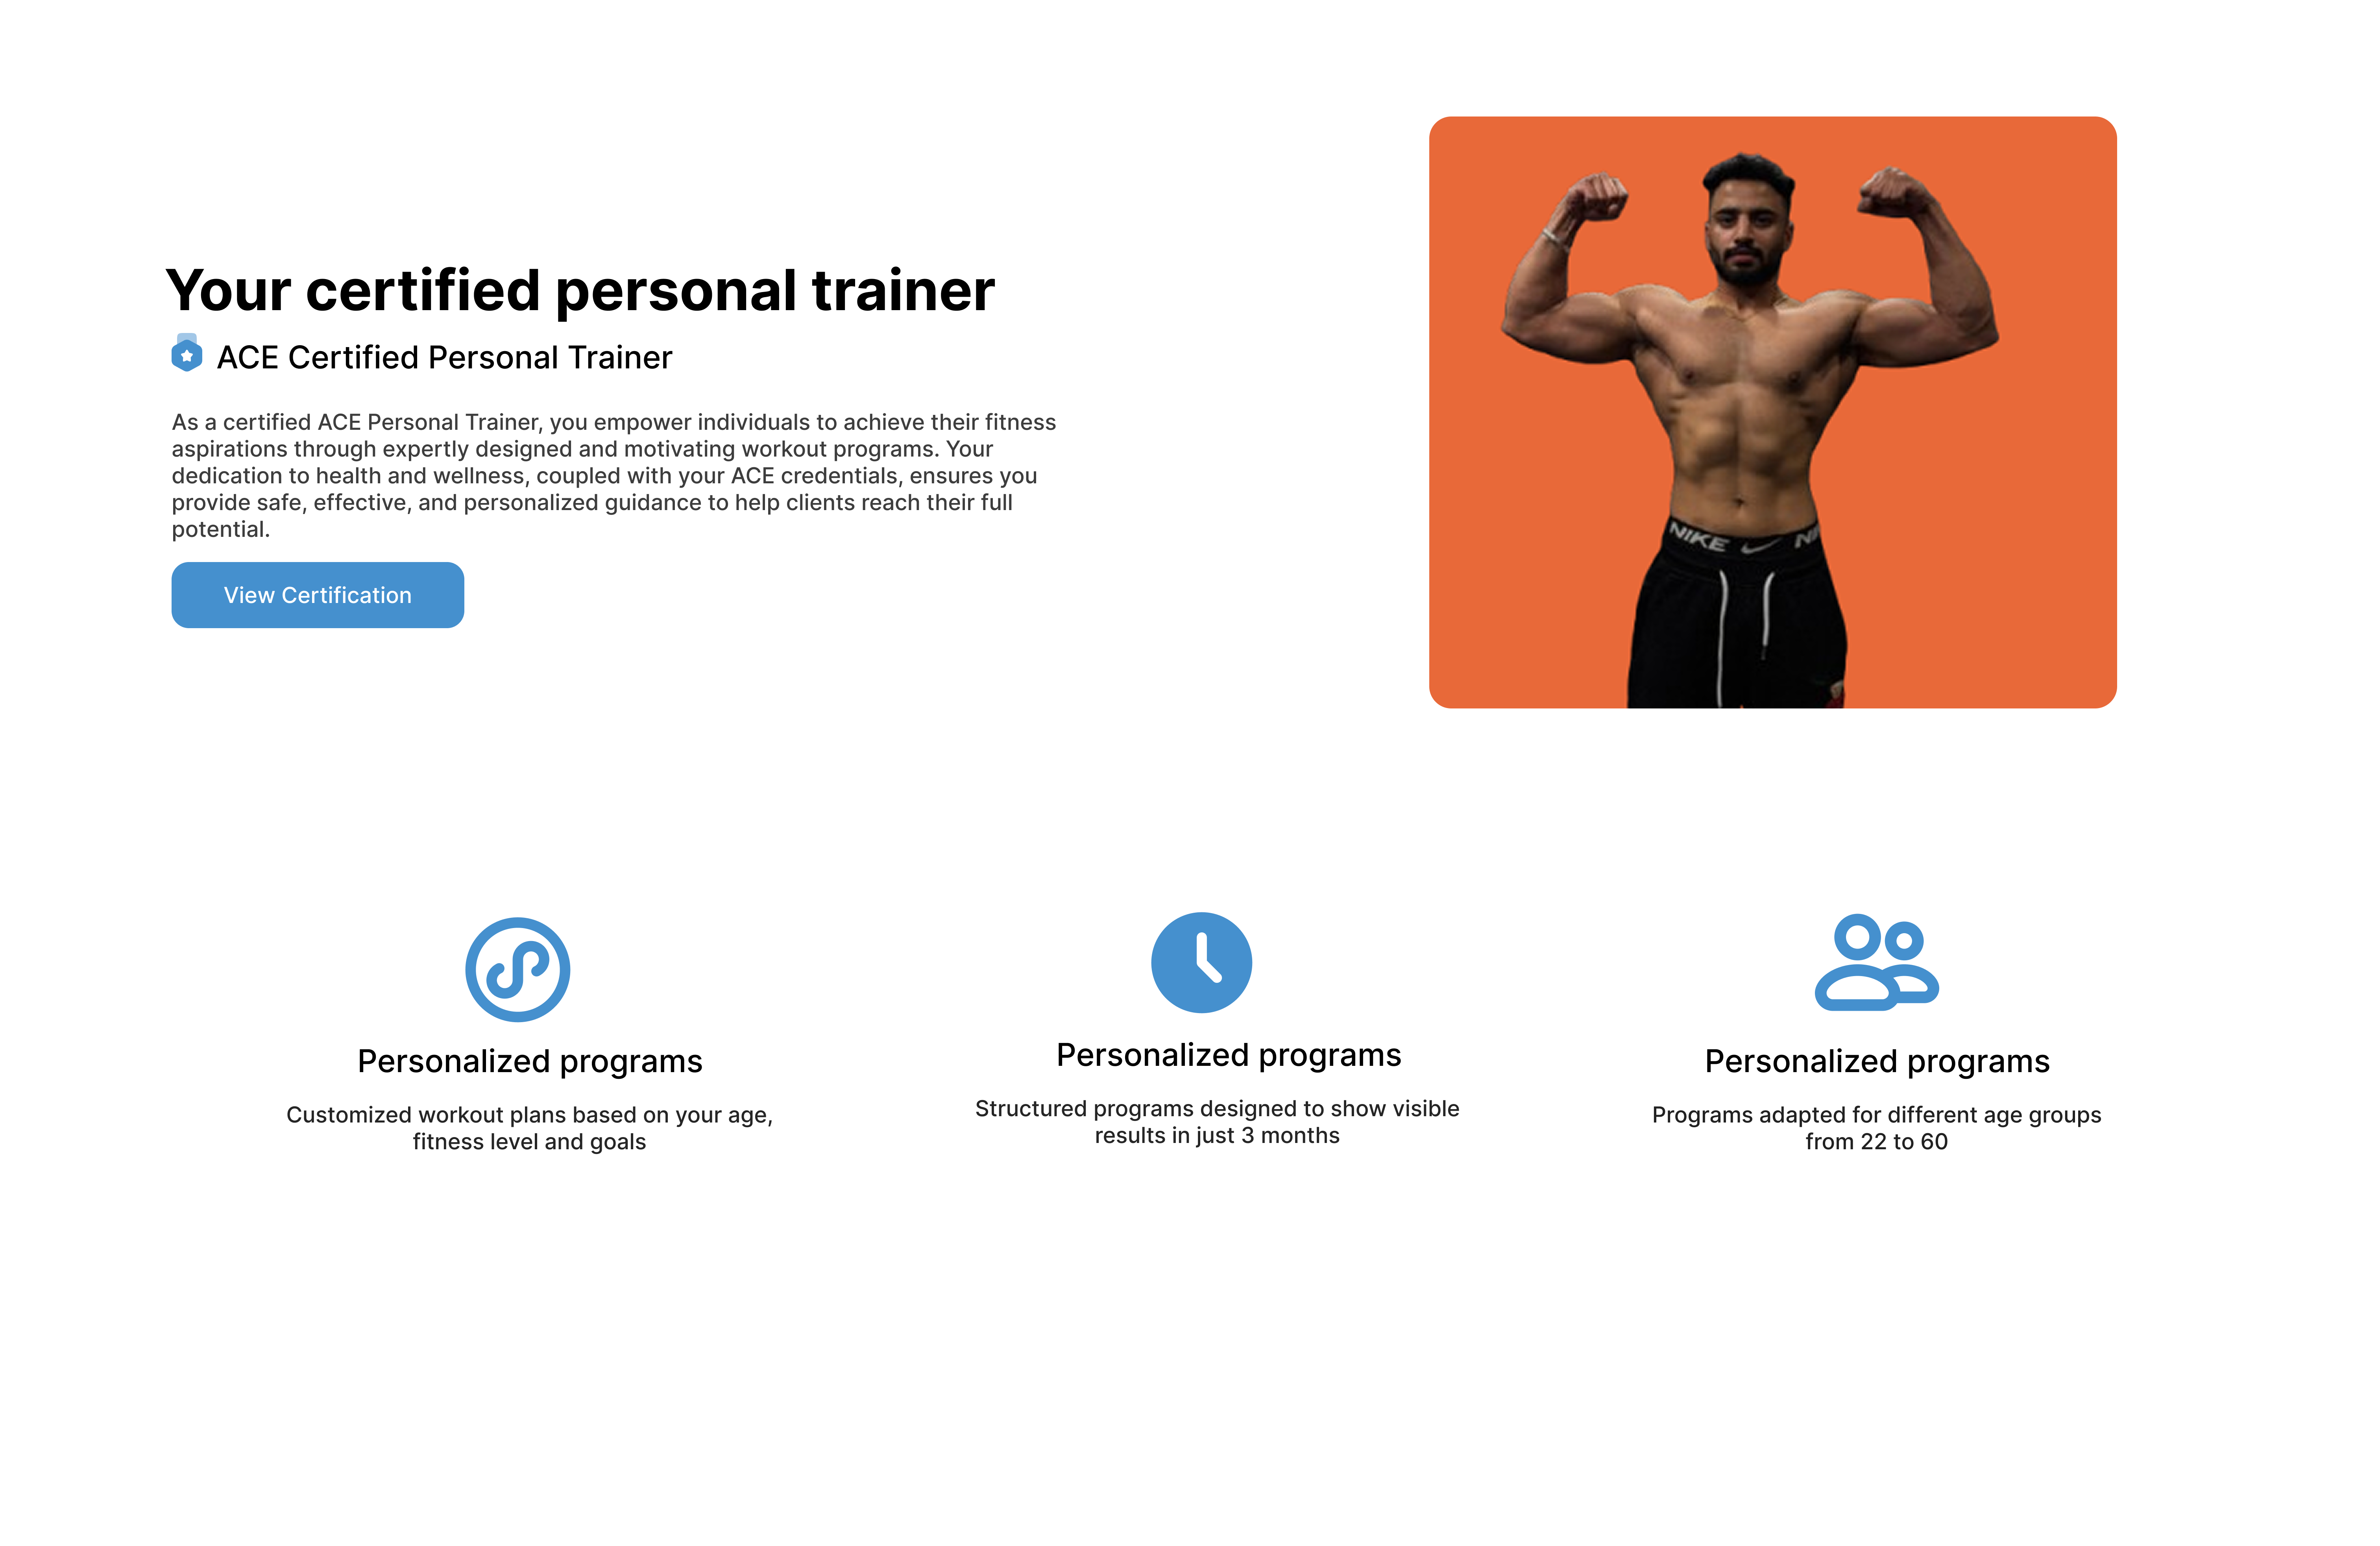 Your certified personal trainer
ACE Certified Personal Trainer
As a certified ACE Personal Trainer, you empower individuals to achieve their fitness
aspirations through expertly designed and motivating workout programs. Your
dedication to health and wellness, coupled with your ACE credentials, ensures you
provide safe, effective, and personalized guidance to help clients reach their full
potential.
View Certification
NIKE NI
Personalized programs
Customized workout plans based on your age,
fitness level and goals
Personalized programs
Structured programs designed to show visible
results in just 3 months
Personalized programs
Programs adapted for different age groups
from 22 to 60